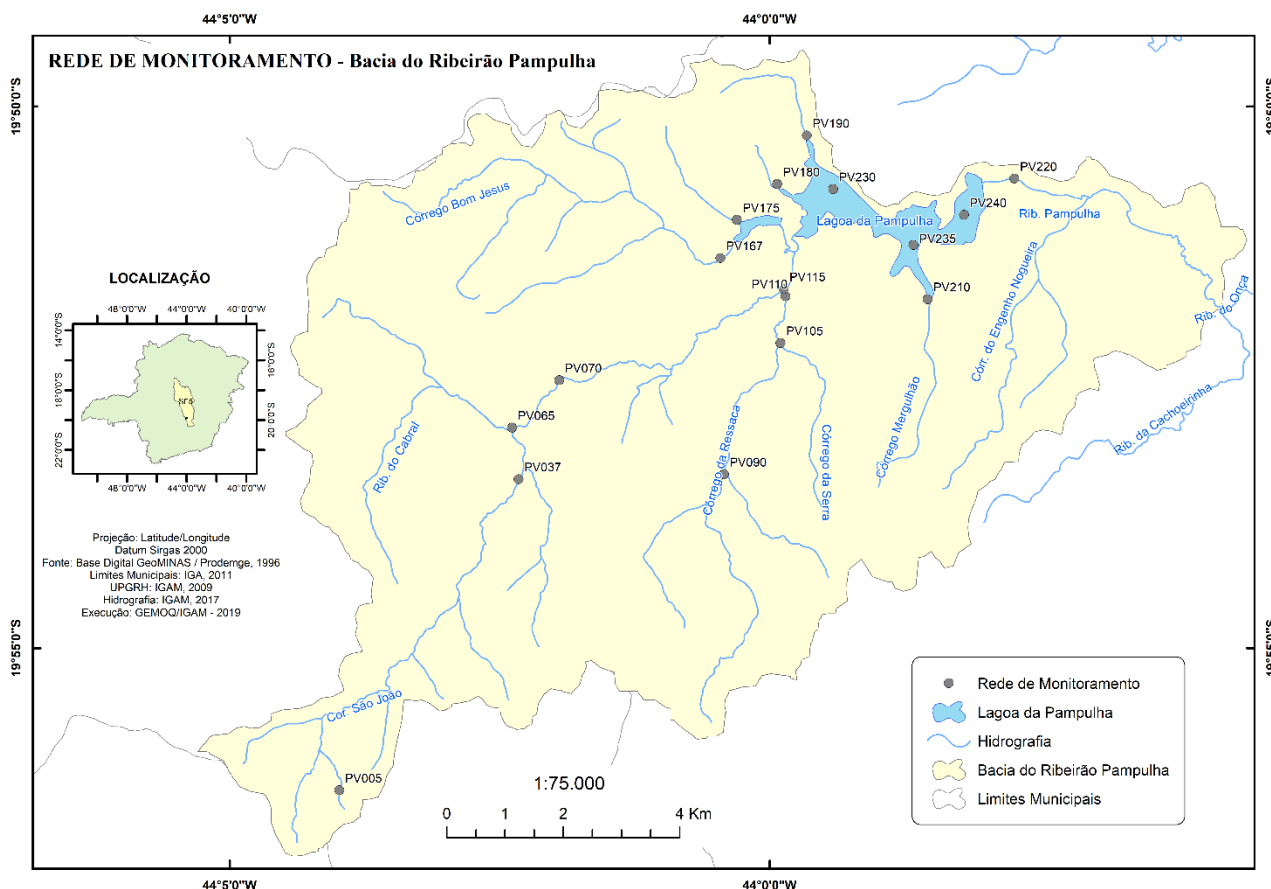 44°5'0"W
44°0'0"W
REDE DE MONITORAMENTO - Bacia do Ribeirão Pampulha
19°50'0"S
19°50'0"S
PV190
PV180
PV230
PV220
Córrego Bom Jesus
PV175
Lagoa da Pampulha
PV240
Rib. Pampulha
PV235
PV167
LOCALIZAÇÃO
PV115
PV110
PV210
Rib. do Onça
48°0'0"W
44°0'0"W
40°0'0"W
14°0'0"S
16°0'0"S
18°0'0"S
20°0'0"S
22°0'0"S
SF5
48°0'0"W
44°0'0"W
40°0'0"W
PV105
Córr. do Engenho Nogueira
PV070
PV065
Rib. do Cabral
Córrego da Ressaca
Córrego da Serra
Córrego Mergulhão
Rib. da Cachoeirinha
PV037
PV090
Projeção: Latitude/Longitude
Datum Sirgas 2000
Fonte: Base Digital GeoMINAS / Prodemge, 1996
Limites Municipais: IGA, 2011
UPGRH: IGAM, 2009
Hidrografia: IGAM, 2017
Execução: GEMOQ/IGAM - 2019
19°55'0"S
19°55'0"S
Cor. São João
PV005
1:75.000
0 1 2 4 Km
Rede de Monitoramento
Lagoa da Pampulha
Hidrografia
Bacia do Ribeirão Pampulha
Limites Municipais
44°5'0"W
44°0'0"W